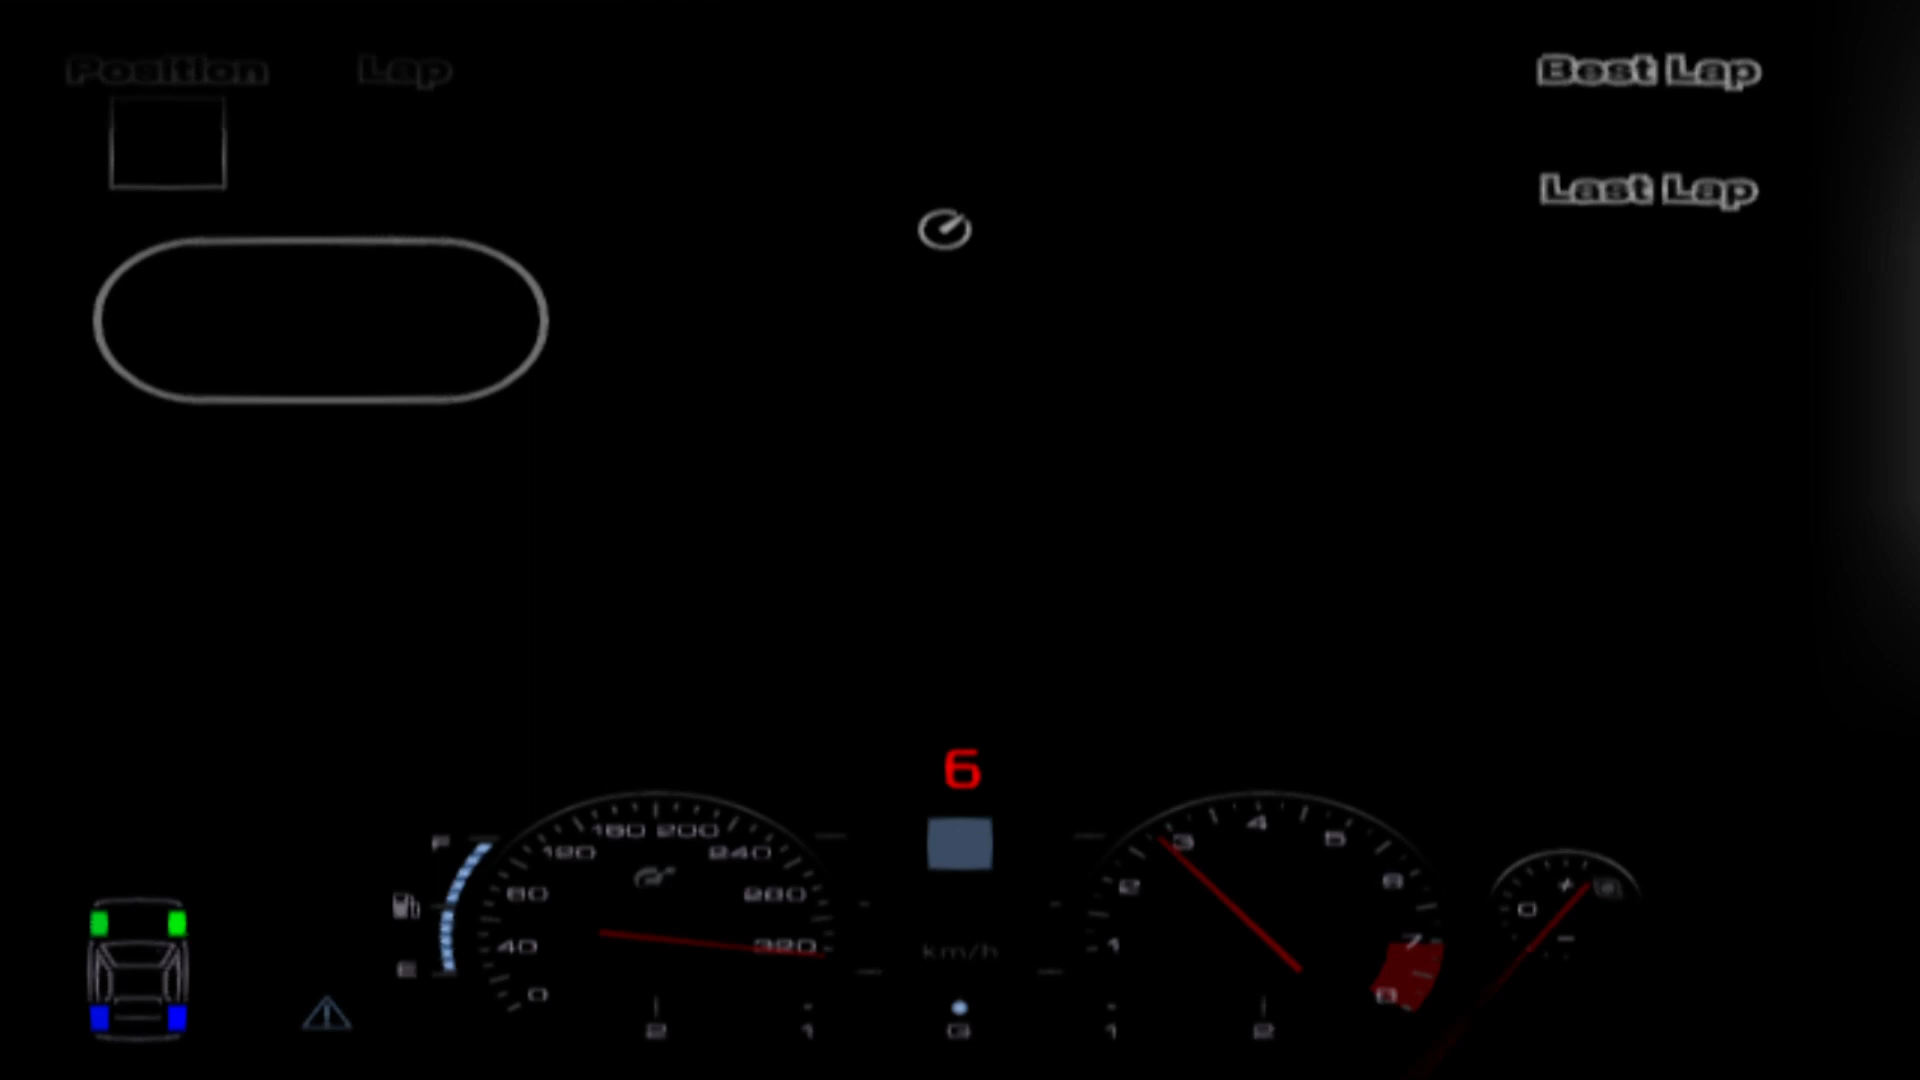 Position Lap Best Lap
Last Lap
6
F
160 200
120 240
80 280
40 320
E
0
km/h
1 2 3 4 5 6 7 8
0 + -
2 1 G 1 2